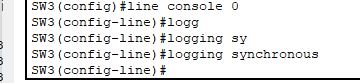 SW3(config)#line console 0
SW3(config-line)#logg
SW3(config-line)#logging sy
SW3(config-line)#logging synchronous
SW3(config-line)#